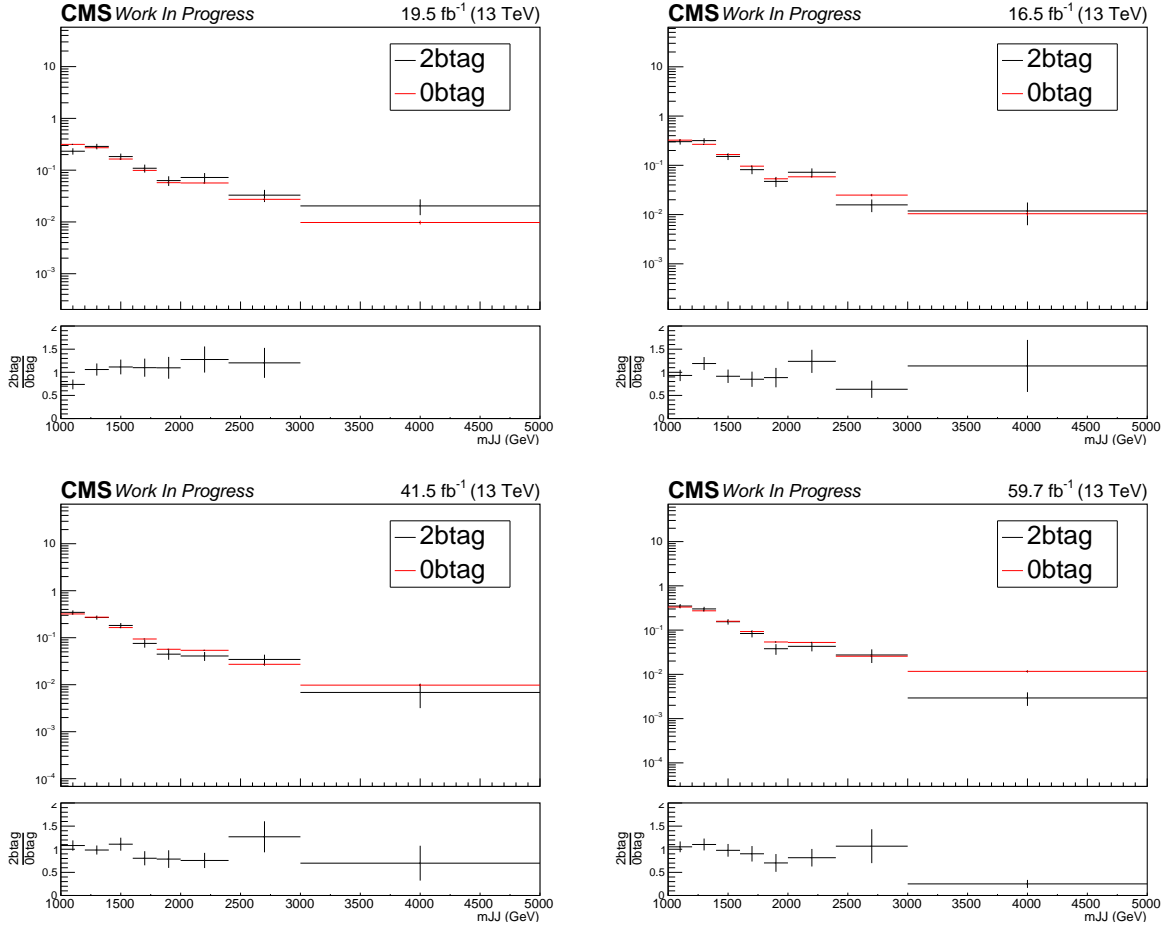 CMS Work In Progress 19.5 fb⁻¹ (13 TeV)
2btag
0btag
10
1
10⁻¹
10⁻²
10⁻³
2
1.5
1
0.5
0
2btag
0btag
1000 1500 2000 2500 3000 3500 4000 4500 5000
mJJ (GeV)
CMS Work In Progress 16.5 fb⁻¹ (13 TeV)
2btag
0btag
10
1
10⁻¹
10⁻²
10⁻³
2
1.5
1
0.5
0
2btag
0btag
1000 1500 2000 2500 3000 3500 4000 4500 5000
mJJ (GeV)
CMS Work In Progress 41.5 fb⁻¹ (13 TeV)
2btag
0btag
10
1
10⁻¹
10⁻²
10⁻³
10⁻⁴
2
1.5
1
0.5
0
2btag
0btag
1000 1500 2000 2500 3000 3500 4000 4500 5000
mJJ (GeV)
CMS Work In Progress 59.7 fb⁻¹ (13 TeV)
2btag
0btag
10
1
10⁻¹
10⁻²
10⁻³
10⁻⁴
2
1.5
1
0.5
0
2btag
0btag
1000 1500 2000 2500 3000 3500 4000 4500 5000
mJJ (GeV)